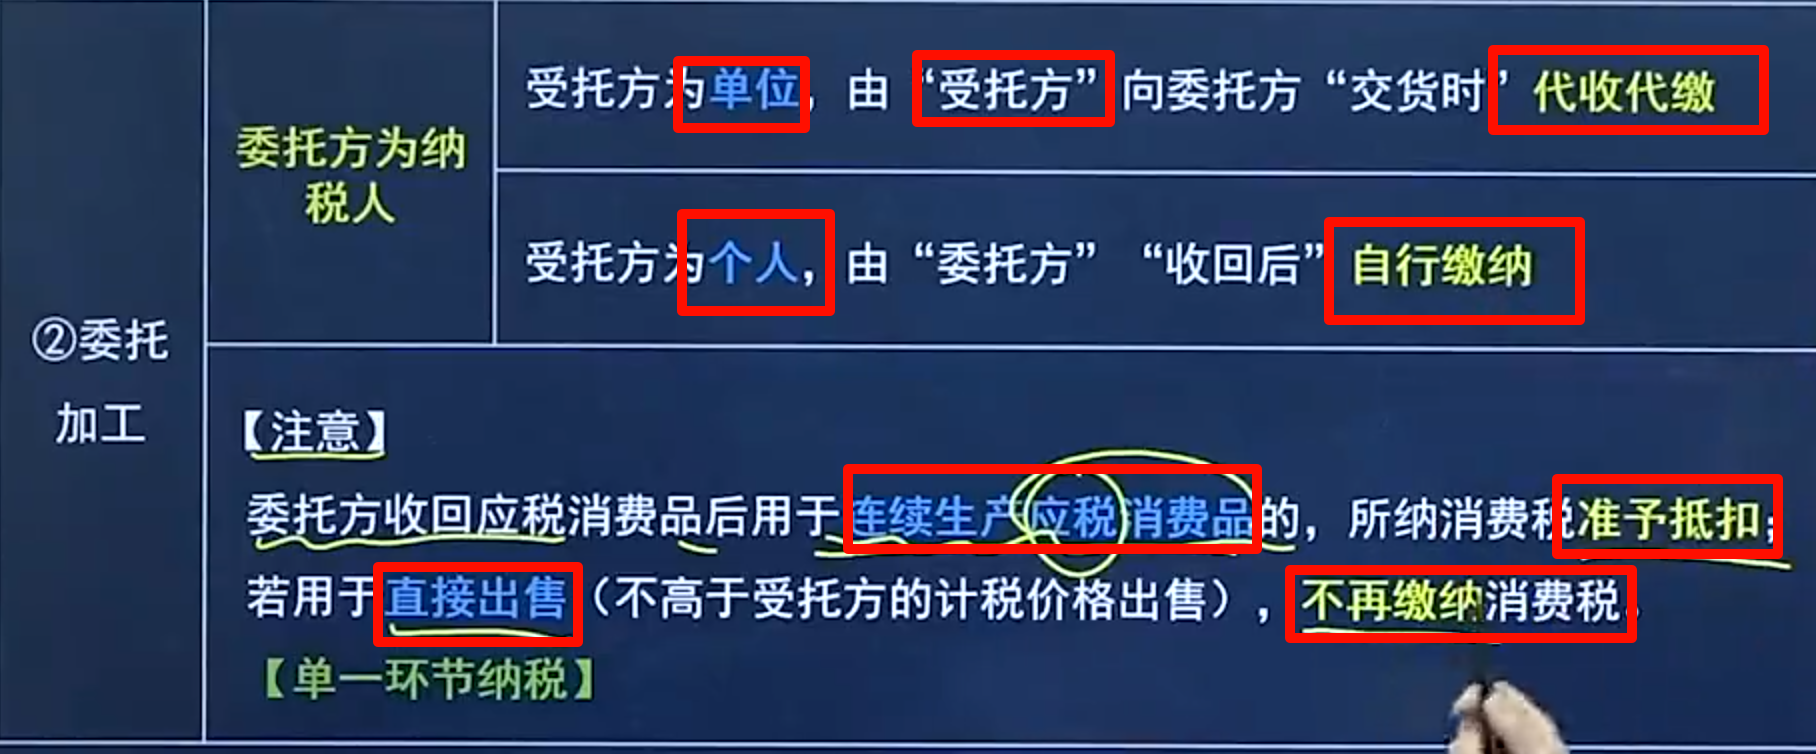 受托方为单位，由“受托方”向委托方“交货时”代收代缴
委托方为纳
税人
受托方为个人，由“委托方”“收回后”自行缴纳
②委托
加工
【注意】
委托方收回应税消费品后用于连续生产应税消费品的，所纳消费税准予抵扣；
若用于直接出售（不高于受托方的计税价格出售），不再缴纳消费税。
【单一环节纳税】